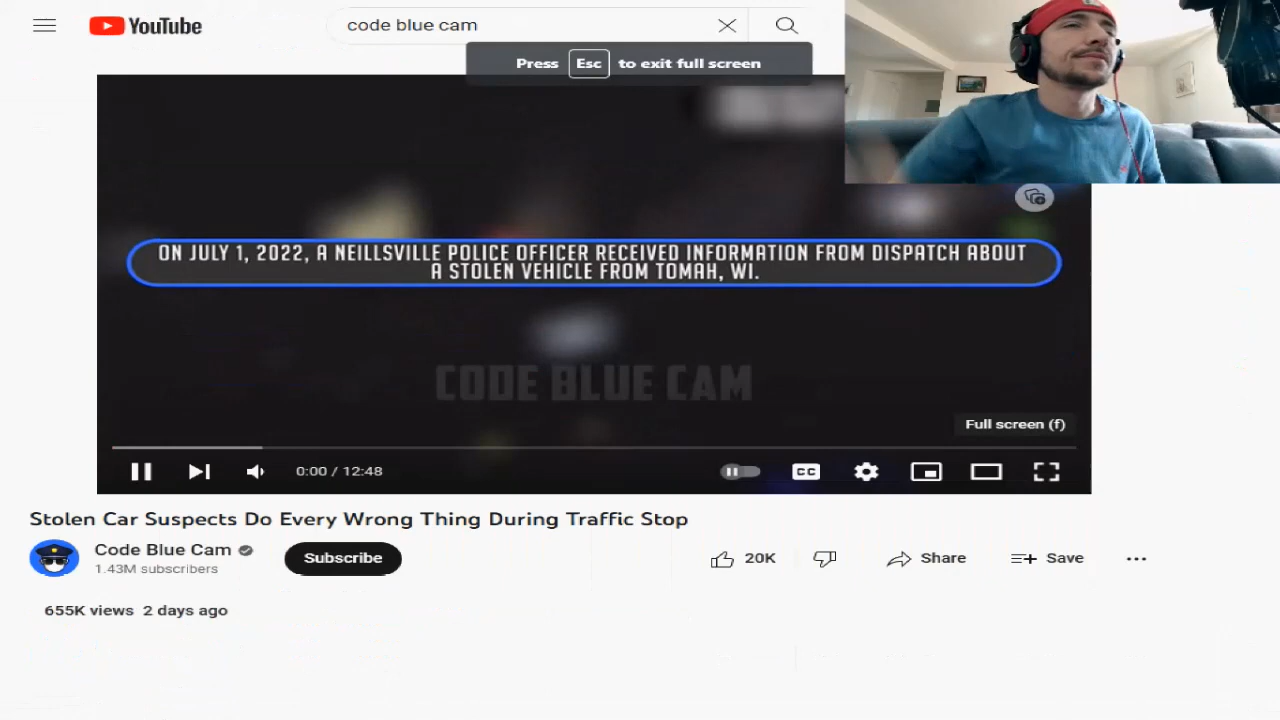 YouTube
code blue cam
Press Esc to exit full screen
ON JULY 1, 2022, A NEILLSVILLE POLICE OFFICER RECEIVED INFORMATION FROM DISPATCH ABOUT
A STOLEN VEHICLE FROM TOMAH, WI.
CODE BLUE CAM
Full screen (f)
0:00 / 12:48
CC
Stolen Car Suspects Do Every Wrong Thing During Traffic Stop
Code Blue Cam
1.43M subscribers
Subscribe
20K
Share
Save
655K views 2 days ago